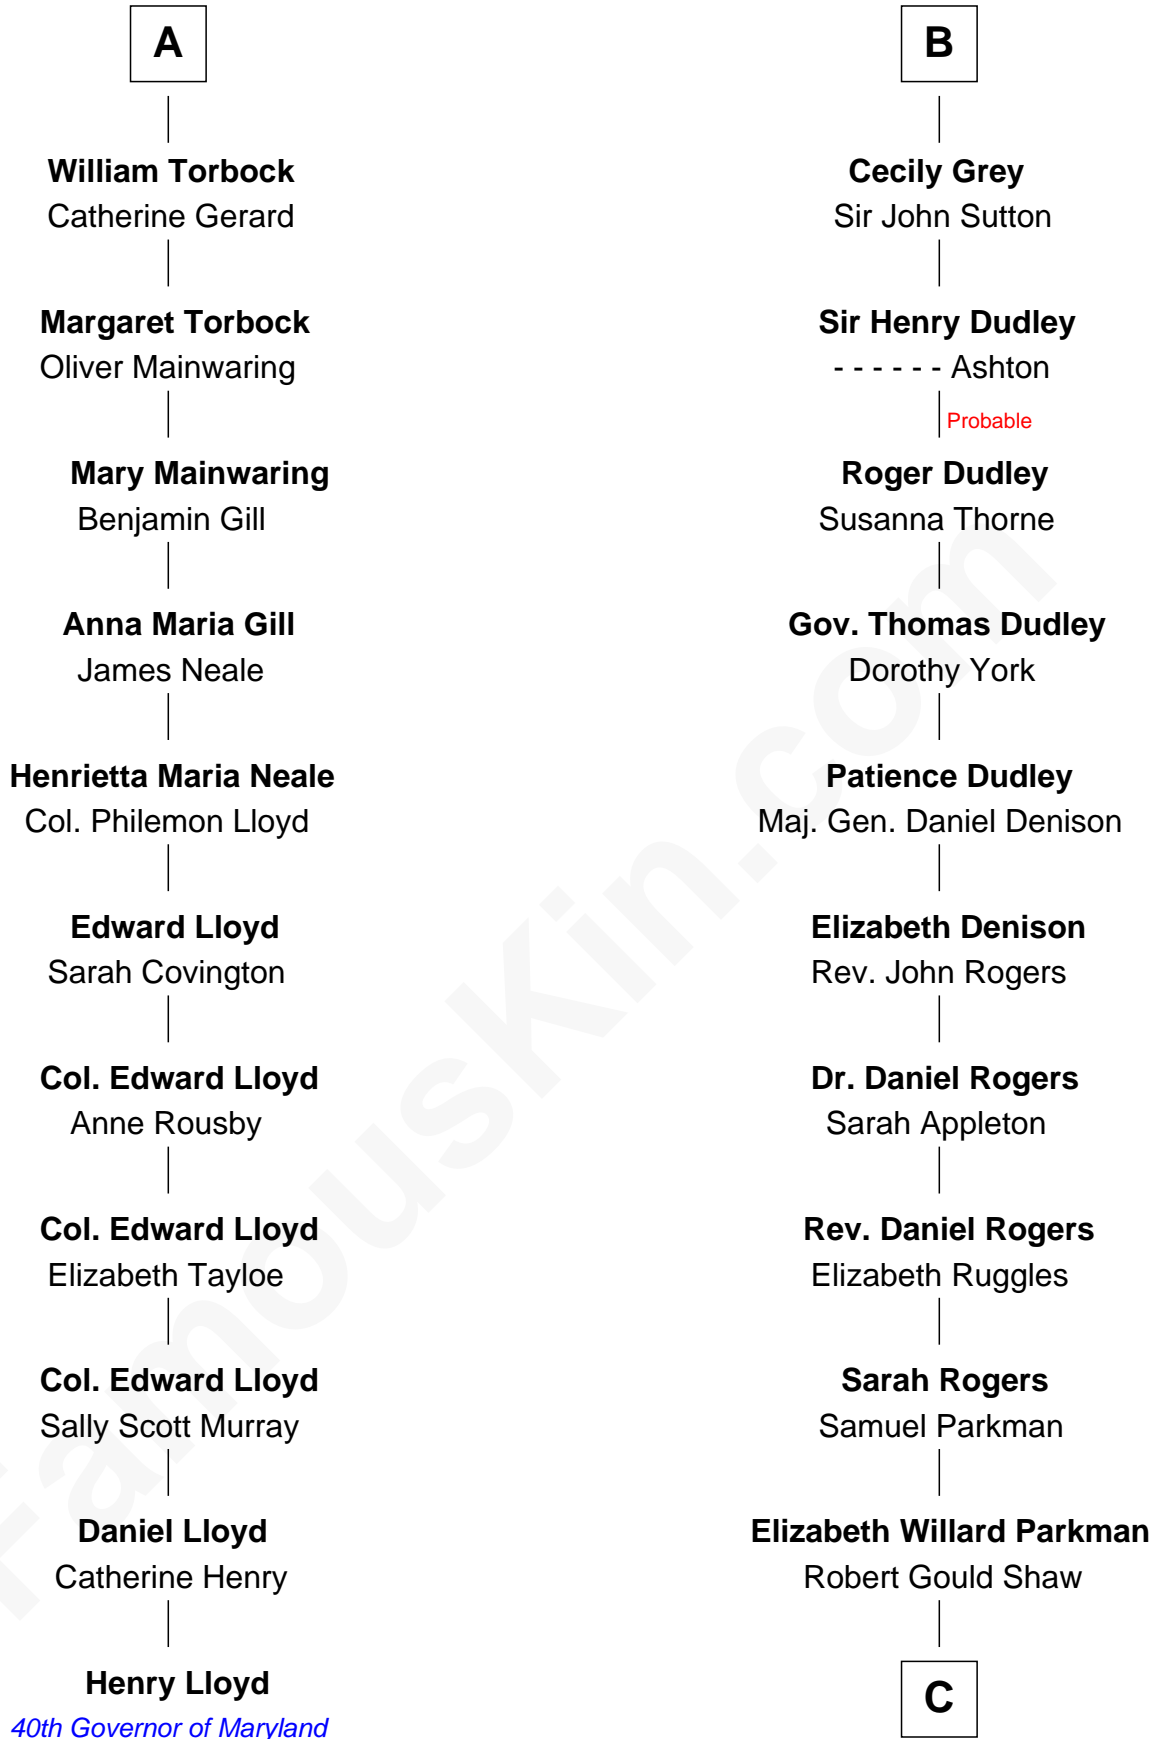 A
William Torbock
Catherine Gerard
Margaret Torbock
Oliver Mainwaring
Mary Mainwaring
Benjamin Gill
Anna Maria Gill
James Neale
Henrietta Maria Neale
Col. Philemon Lloyd
Edward Lloyd
Sarah Covington
Col. Edward Lloyd
Anne Rousby
Col. Edward Lloyd
Elizabeth Tayloe
Col. Edward Lloyd
Sally Scott Murray
Daniel Lloyd
Catherine Henry
Henry Lloyd
40th Governor of Maryland
B
Cecily Grey
Sir John Sutton
Sir Henry Dudley
- - - - - - Ashton
Probable
Roger Dudley
Susanna Thorne
Gov. Thomas Dudley
Dorothy York
Patience Dudley
Maj. Gen. Daniel Denison
Elizabeth Denison
Rev. John Rogers
Dr. Daniel Rogers
Sarah Appleton
Rev. Daniel Rogers
Elizabeth Ruggles
Sarah Rogers
Samuel Parkman
Elizabeth Willard Parkman
Robert Gould Shaw
C
FamousKin.com